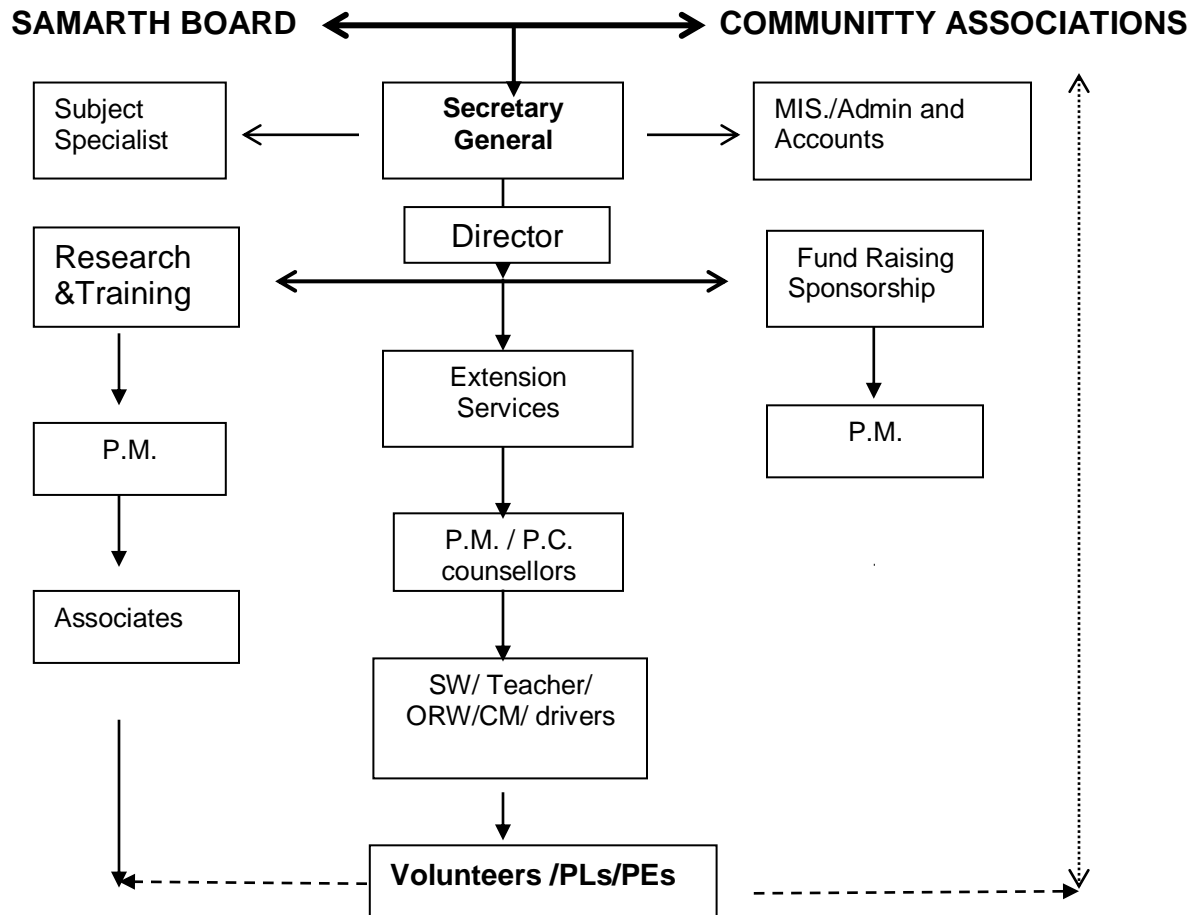 SAMARTH BOARD
COMMUNITTY ASSOCIATIONS
Subject
Specialist
Secretary
General
MIS./Admin and
Accounts
Director
Research
&Training
Fund Raising
Sponsorship
Extension
Services
P.M.
P.M.
P.M. / P.C.
counsellors
Associates
SW/ Teacher/
ORW/CM/ drivers
Volunteers /PLs/PEs